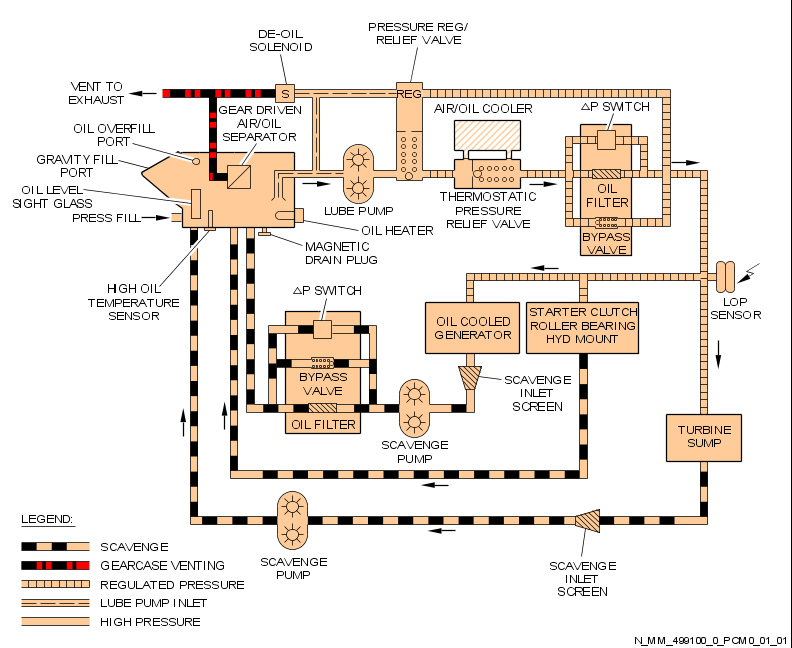 PRESSURE REG/
RELIEF VALVE
DE-OIL
SOLENOID
VENT TO
EXHAUST
S
REG
GEAR DRIVEN
AIR/OIL
SEPARATOR
AIR/OIL COOLER
△P SWITCH
OIL OVERFILL
PORT
GRAVITY FILL
PORT
OIL LEVEL
SIGHT GLASS
PRESS FILL
LUBE PUMP
THERMOSTATIC
PRESSURE
RELIEF VALVE
OIL
FILTER
BYPASS
VALVE
OIL HEATER
MAGNETIC
DRAIN PLUG
HIGH OIL
TEMPERATURE
SENSOR
△P SWITCH
LOP
SENSOR
OIL COOLED
GENERATOR
STARTER CLUTCH
ROLLER BEARING
HYD MOUNT
BYPASS
VALVE
OIL FILTER
SCAVENGE
INLET
SCREEN
SCAVENGE
PUMP
TURBINE
SUMP
SCAVENGE
PUMP
SCAVENGE
INLET
SCREEN
LEGEND:
SCAVENGE
GEARCASE VENTING
REGULATED PRESSURE
LUBE PUMP INLET
HIGH PRESSURE
N_MM_499100_0_PCM0_01_01